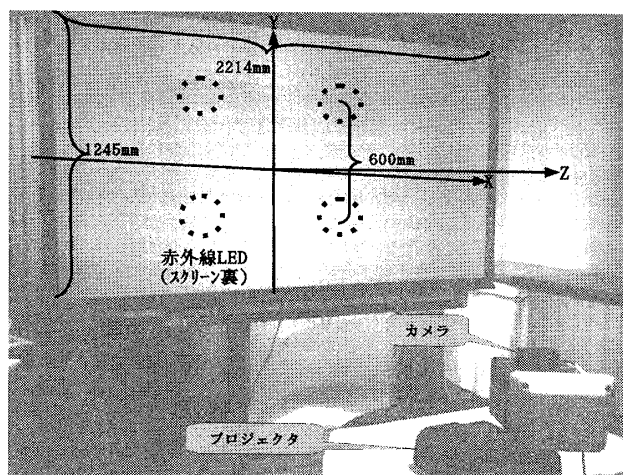 Y
2214mm
1245mm
600mm
Z
X
赤外線LED
(スクリーン裏)
カメラ
プロジェクタ